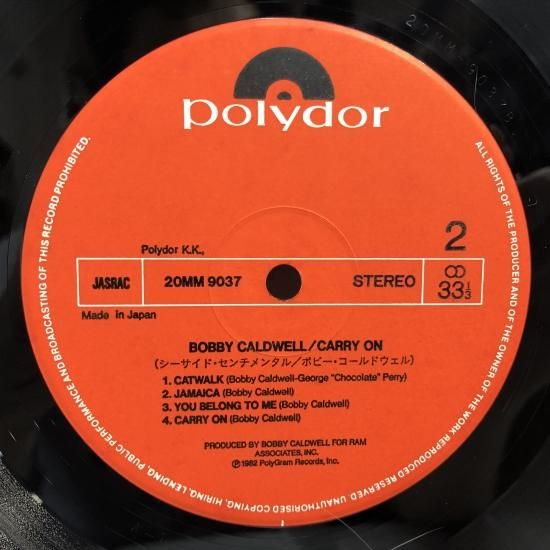 polydor
2
Polydor K.K.,
JASRAC
20MM 9037
STEREO
33 1/3
Made in Japan
BOBBY CALDWELL/CARRY ON
(シーサイド・センチメンタル/ボビー・コールドウェル)
1. CATWALK (Bobby Caldwell-George "Chocolate" Perry)
2. JAMAICA (Bobby Caldwell)
3. YOU BELONG TO ME (Bobby Caldwell)
4. CARRY ON (Bobby Caldwell)
PRODUCED BY BOBBY CALDWELL FOR RAM
ASSOCIATES, INC.
℗1982 PolyGram Records, Inc.
ALL RIGHTS OF THE PRODUCER AND OF THE OWNER OF THE WORK REPRODUCED RESERVED. UNAUTHORISED COPYING, HIRING, LENDING, PUBLIC PERFORMANCE AND BROADCASTING OF THIS RECORD PROHIBITED.